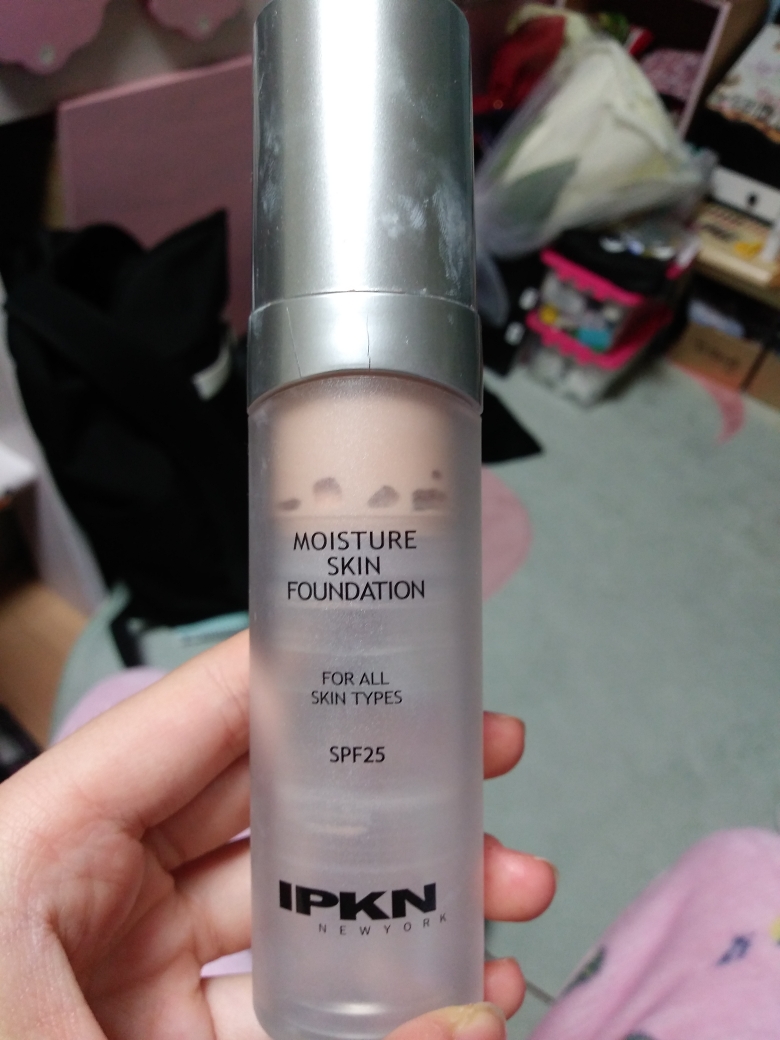 MOISTURE
SKIN
FOUNDATION
FOR ALL
SKIN TYPES
SPF25
IPKN
NEWYORK